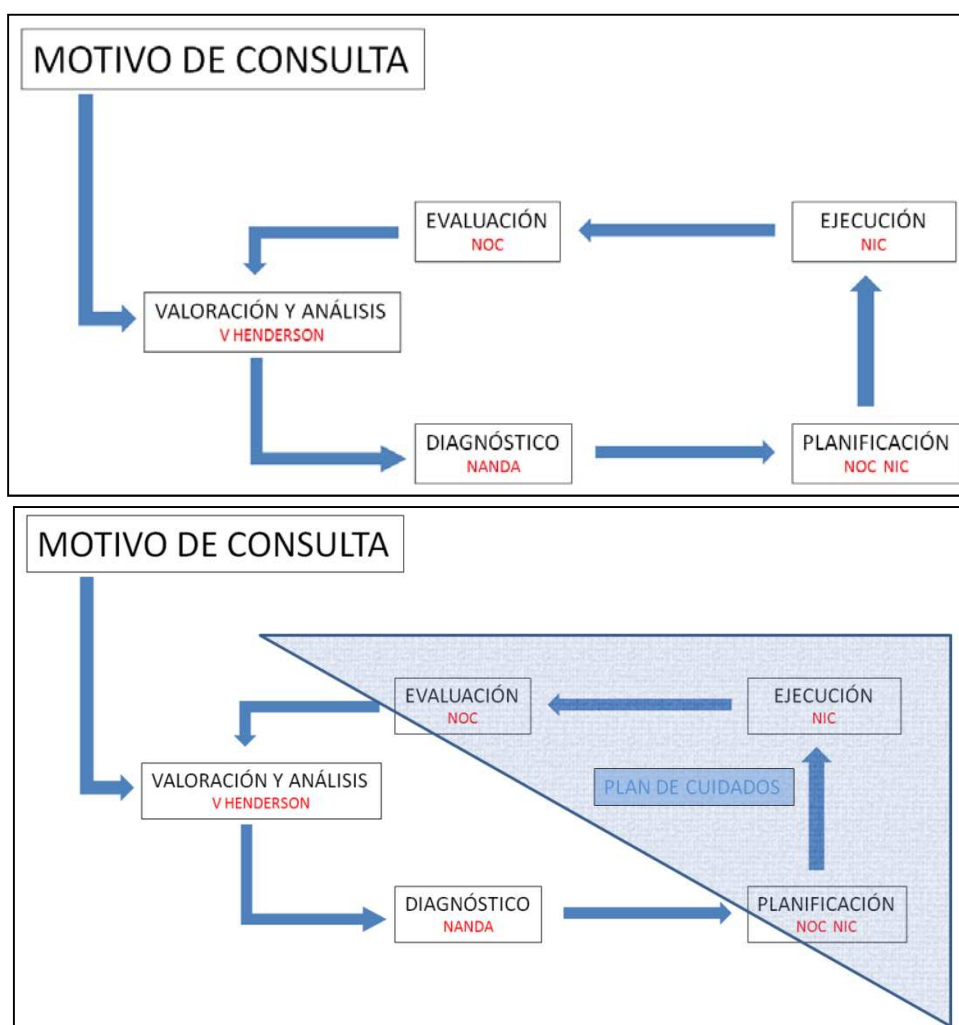 MOTIVO DE CONSULTA
EVALUACIÓN
NOC
EJECUCIÓN
NIC
VALORACIÓN Y ANÁLISIS
V HENDERSON
DIAGNÓSTICO
NANDA
PLANIFICACIÓN
NOC NIC
MOTIVO DE CONSULTA
EVALUACIÓN
NOC
EJECUCIÓN
NIC
VALORACIÓN Y ANÁLISIS
V HENDERSON
PLAN DE CUIDADOS
DIAGNÓSTICO
NANDA
PLANIFICACIÓN
NOC NIC